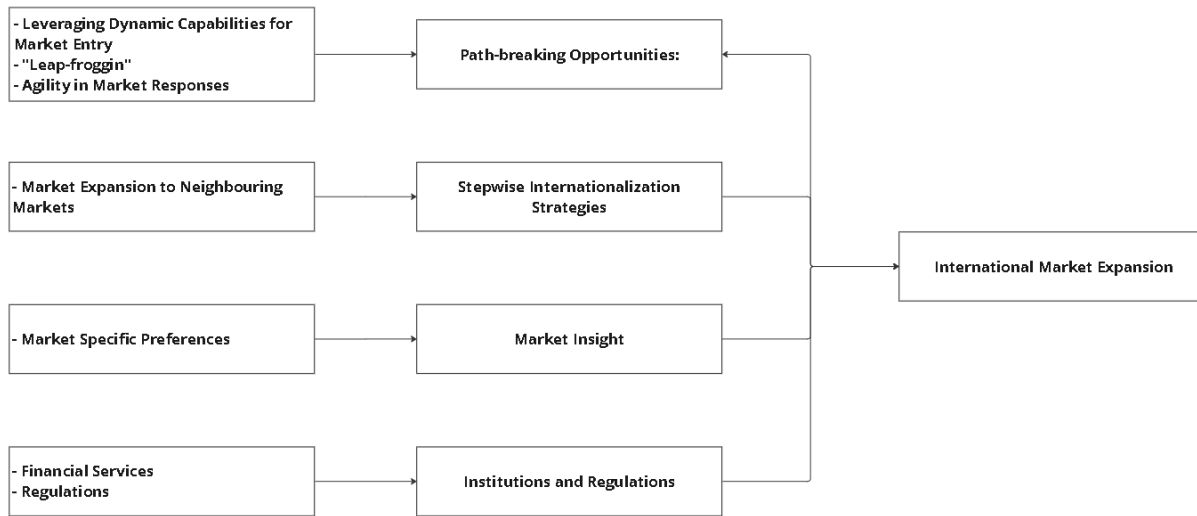 - Leveraging Dynamic Capabilities for
Market Entry
- "Leap-froggin"
- Agility in Market Responses
Path-breaking Opportunities:
- Market Expansion to Neighbouring
Markets
Stepwise Internationalization
Strategies
International Market Expansion
- Market Specific Preferences
Market Insight
- Financial Services
- Regulations
Institutions and Regulations